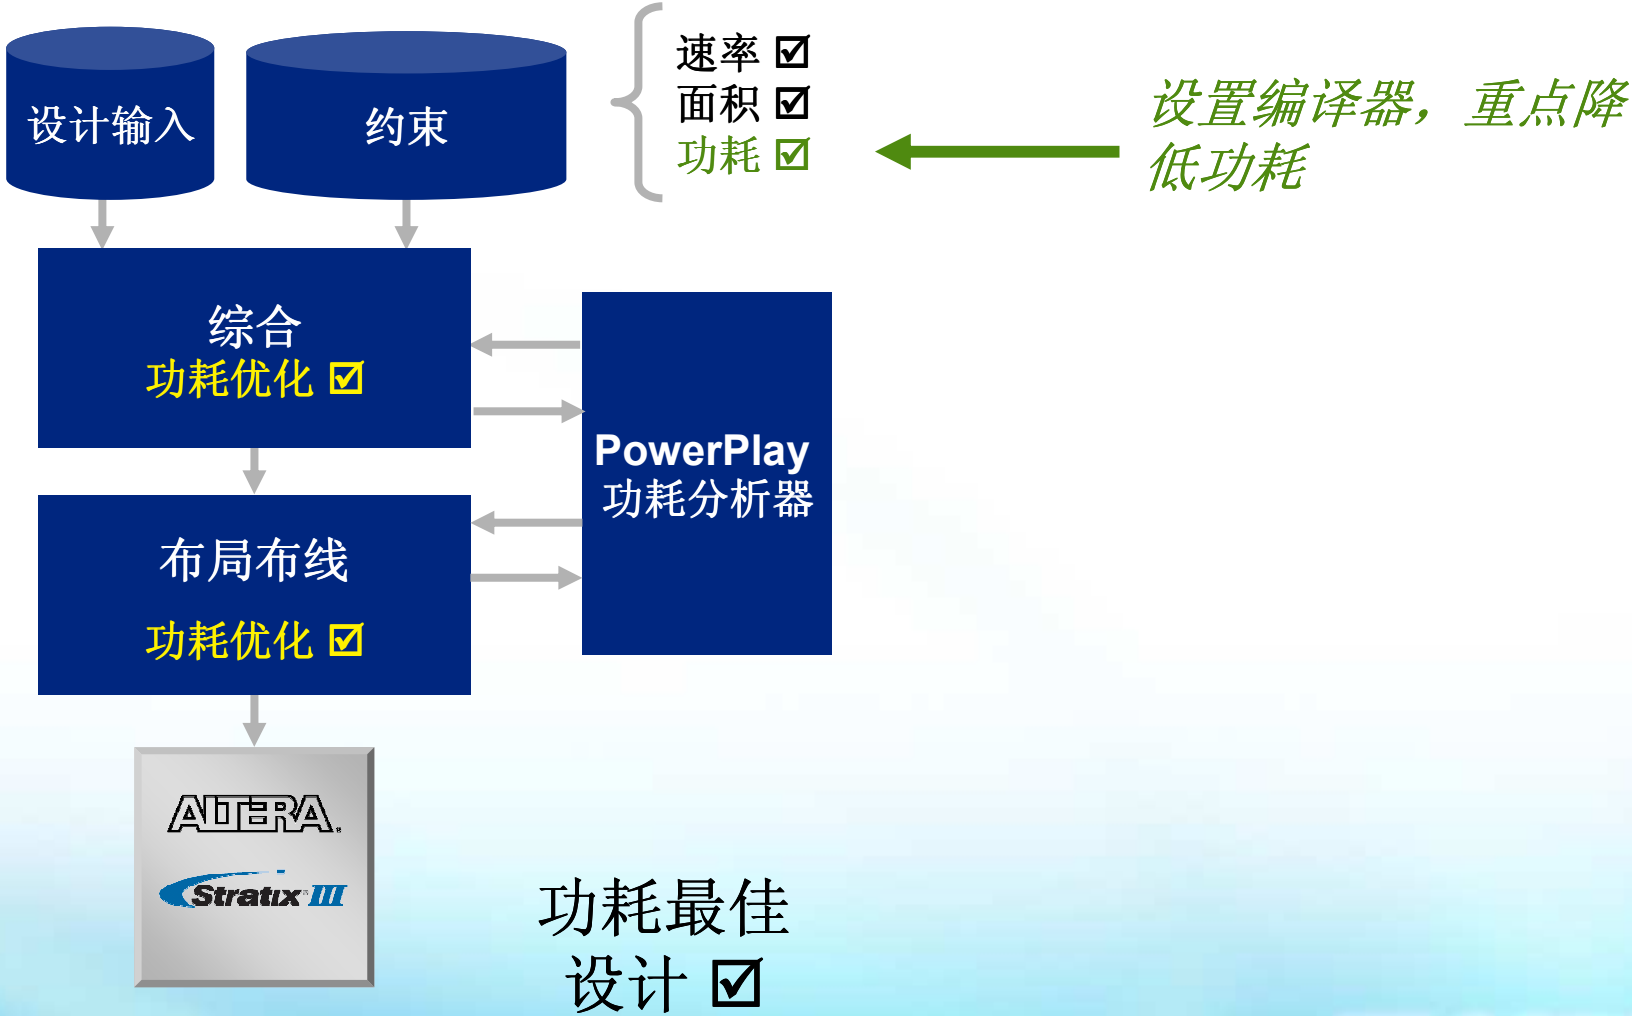 设计输入
约束
速率 ☑
面积 ☑
功耗 ☑
设置编译器，重点降
低功耗
综合
功耗优化 ☑
PowerPlay
功耗分析器
布局布线
功耗优化 ☑
ALTERA®
Stratix III
功耗最佳
设计 ☑